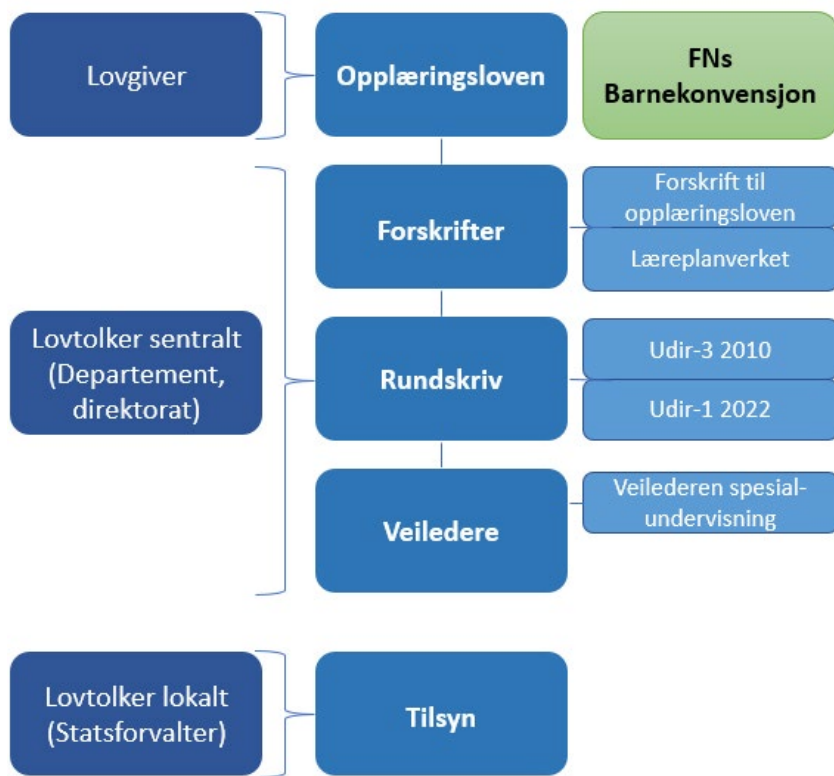 Lovgiver
Opplæringsloven
FNs
Barnekonvensjon
Forskrifter
Forskrift til
opplæringsloven
Læreplanverket
Lovtolker sentralt
(Departement,
direktorat)
Rundskriv
Udir-3 2010
Udir-1 2022
Veiledere
Veilederen spesial-
undervisning
Lovtolker lokalt
(Statsforvalter)
Tilsyn